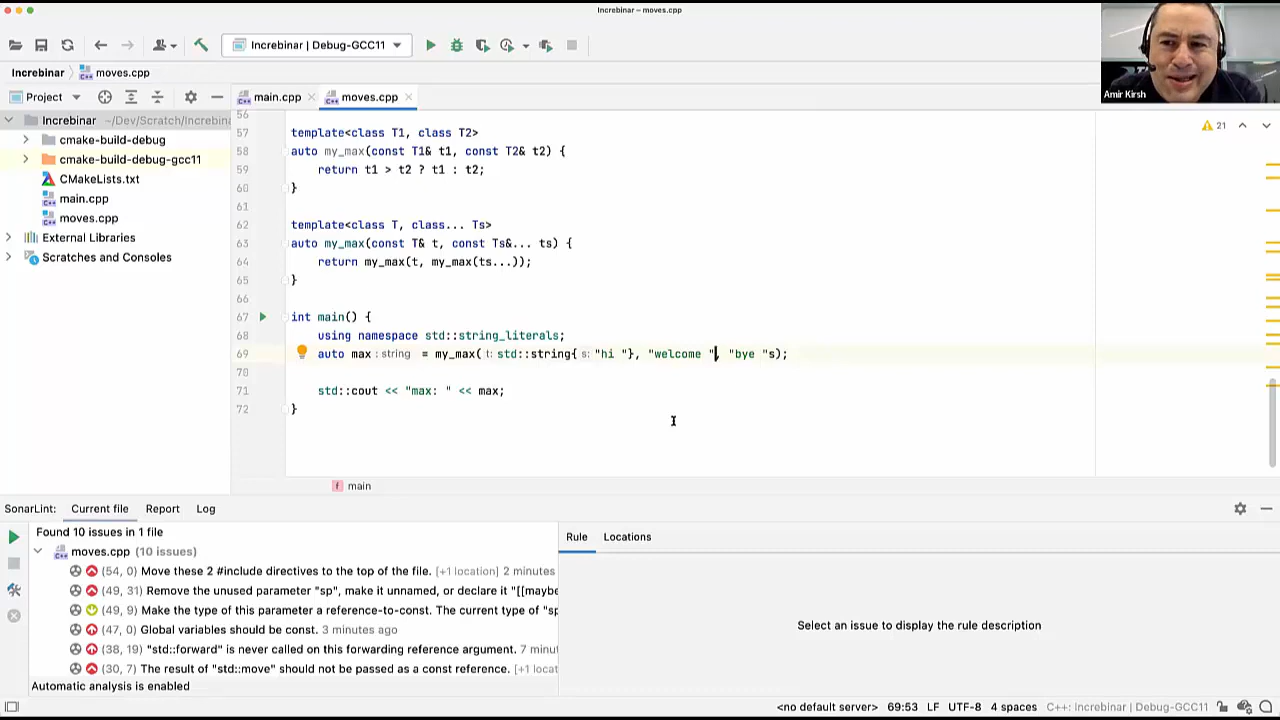 Increbinar – moves.cpp
Increbinar | Debug-GCC11
Amir Kirsh
Increbinar moves.cpp
Project
main.cpp moves.cpp
Increbinar ~/Dev/Scratch/Increbin
cmake-build-debug
cmake-build-debug-gcc11
CMakeLists.txt
main.cpp
moves.cpp
External Libraries
Scratches and Consoles
21
56
57 template<class T1, class T2>
58 auto my_max(const T1& t1, const T2& t2) {
59 return t1 > t2 ? t1 : t2;
60 }
61
62 template<class T, class... Ts>
63 auto my_max(const T& t, const Ts&... ts) {
64 return my_max(t, my_max(ts...));
65 }
66
67 int main() {
68 using namespace std::string_literals;
69 auto max : string = my_max( t: std::string{ s: "hi "}, "welcome ", "bye "s);
70
71 std::cout << "max: " << max;
72 }
main
SonarLint: Current file Report Log
Found 10 issues in 1 file
moves.cpp (10 issues)
(54, 0) Move these 2 #include directives to the top of the file. [+1 location] 2 minutes
(49, 31) Remove the unused parameter "sp", make it unnamed, or declare it "[[maybe
(49, 9) Make the type of this parameter a reference-to-const. The current type of "sp
(47, 0) Global variables should be const. 3 minutes ago
(38, 19) "std::forward" is never called on this forwarding reference argument. 7 minut
(30, 7) The result of "std::move" should not be passed as a const reference. [+1 locat
Automatic analysis is enabled
Rule Locations
Select an issue to display the rule description
<no default server> 69:53 LF UTF-8 4 spaces C++: Increbinar | Debug-GCC11